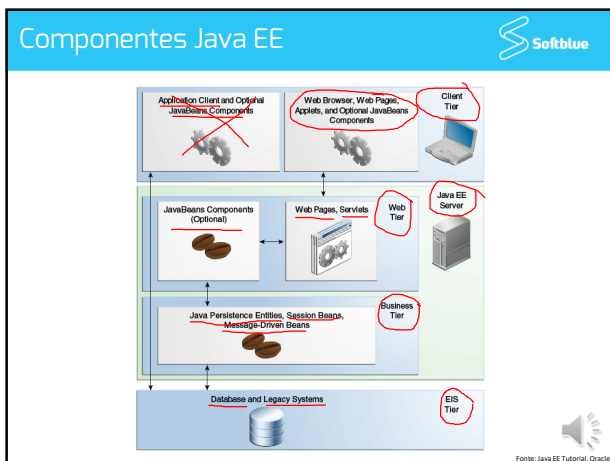 Componentes Java EE
Softblue
Application Client and Optional
JavaBeans Components
Web Browser, Web Pages,
Applets, and Optional JavaBeans
Components
Client
Tier
JavaBeans Components
(Optional)
Web Pages, Servlets
Web
Tier
Java EE
Server
Java Persistence Entities, Session Beans,
Message-Driven Beans
Business
Tier
Database and Legacy Systems
EIS
Tier
Fonte: Java EE Tutorial, Oracle